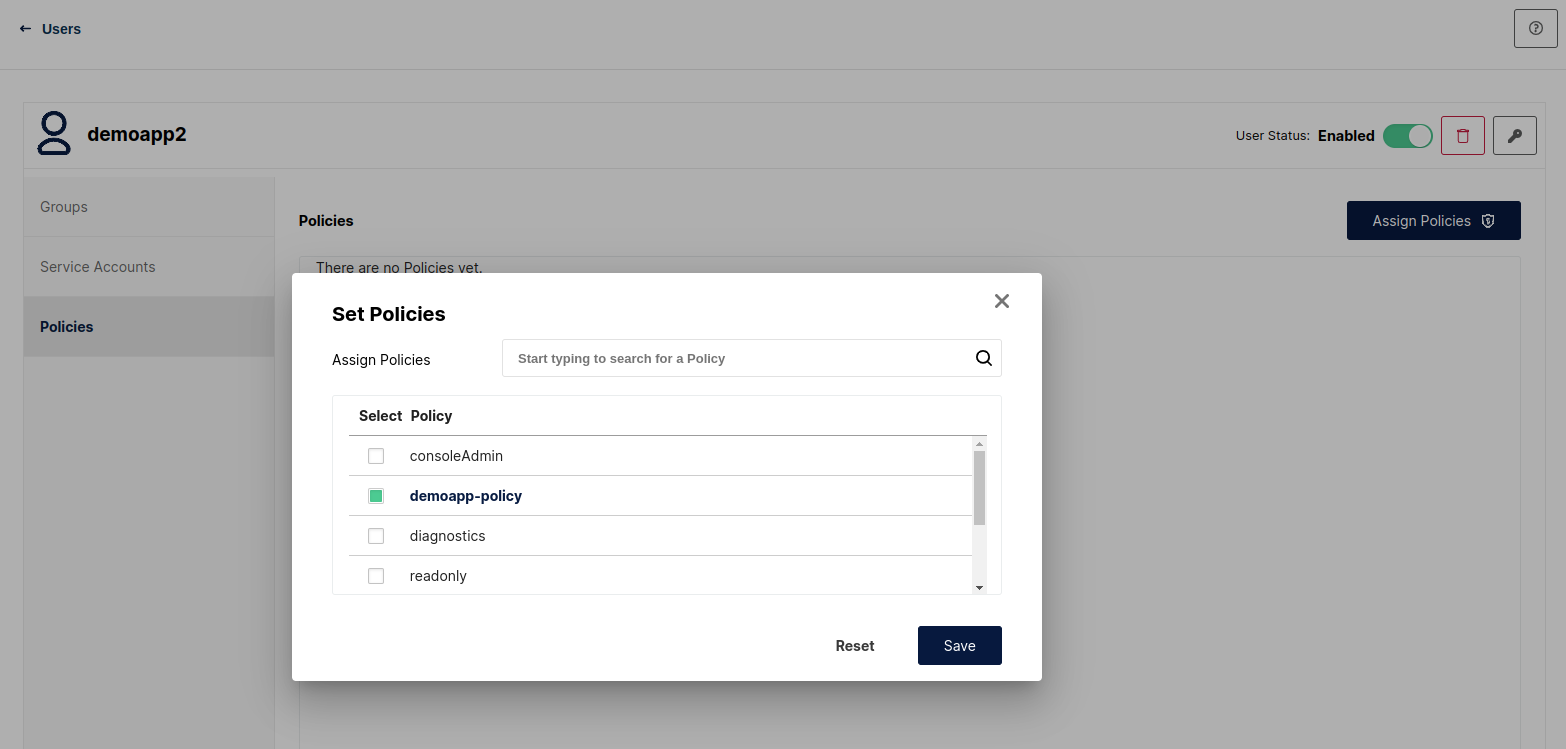 Users
demoapp2
User Status: Enabled
Groups
Service Accounts
Policies
Policies
Assign Policies
There are no Policies yet.
Set Policies
Assign Policies
Start typing to search for a Policy
Select Policy
consoleAdmin
demoapp-policy
diagnostics
readonly
Reset
Save